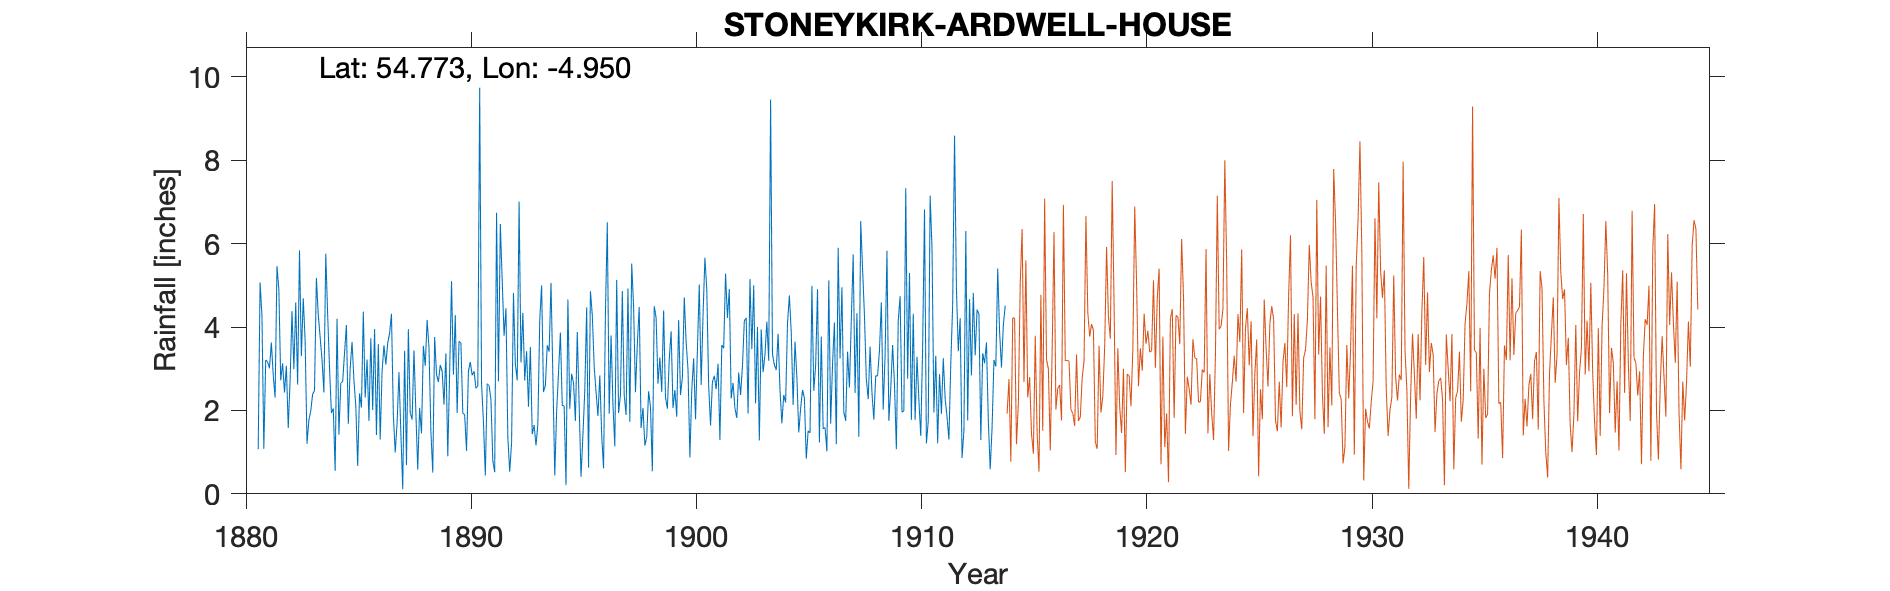 STONEYKIRK-ARDWELL-HOUSE
Lat: 54.773, Lon: -4.950
Rainfall [inches]
10
8
6
4
2
0
1880 1890 1900 1910 1920 1930 1940
Year